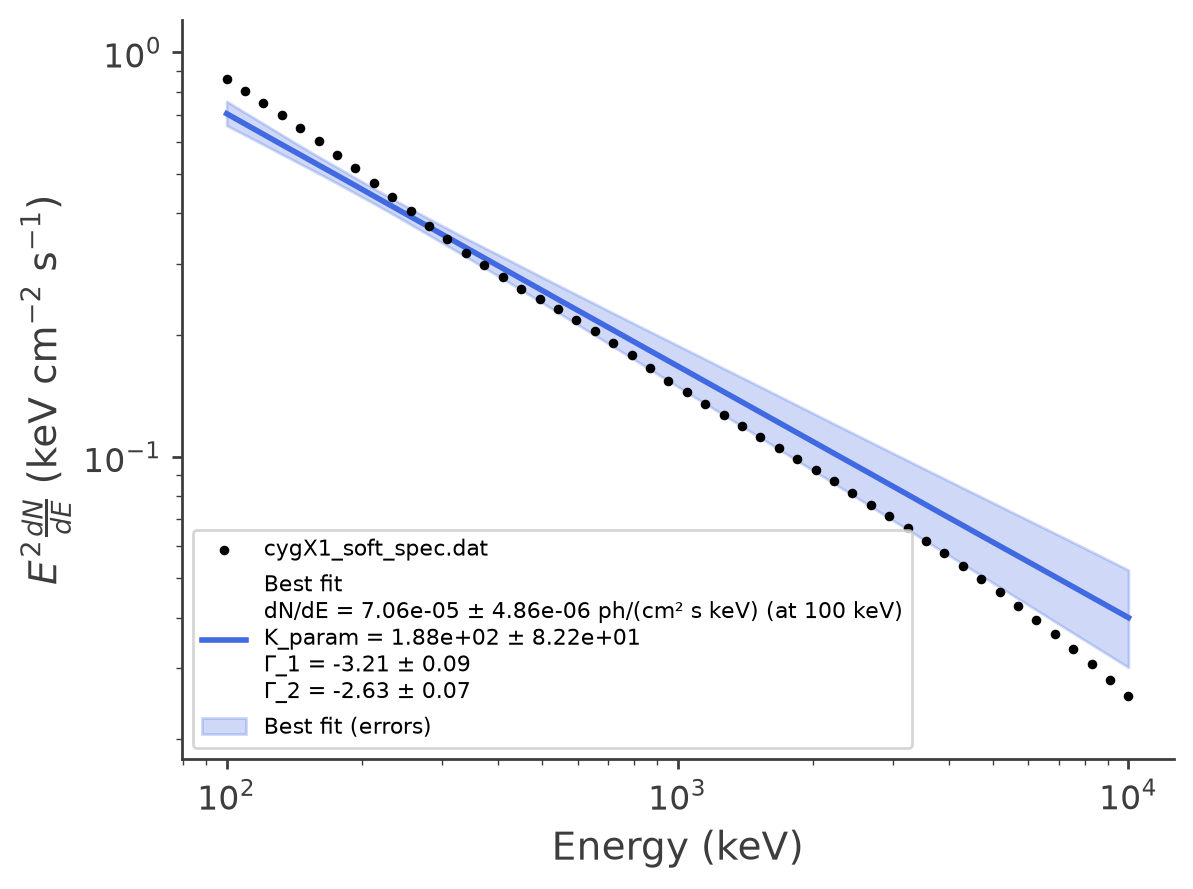 10⁰
10⁻¹
E² dN/dE (keV cm⁻² s⁻¹)
cygX1_soft_spec.dat
Best fit
dN/dE = 7.06e-05 ± 4.86e-06 ph/(cm² s keV) (at 100 keV)
K_param = 1.88e+02 ± 8.22e+01
Γ_1 = -3.21 ± 0.09
Γ_2 = -2.63 ± 0.07
Best fit (errors)
10² 10³ 10⁴
Energy (keV)